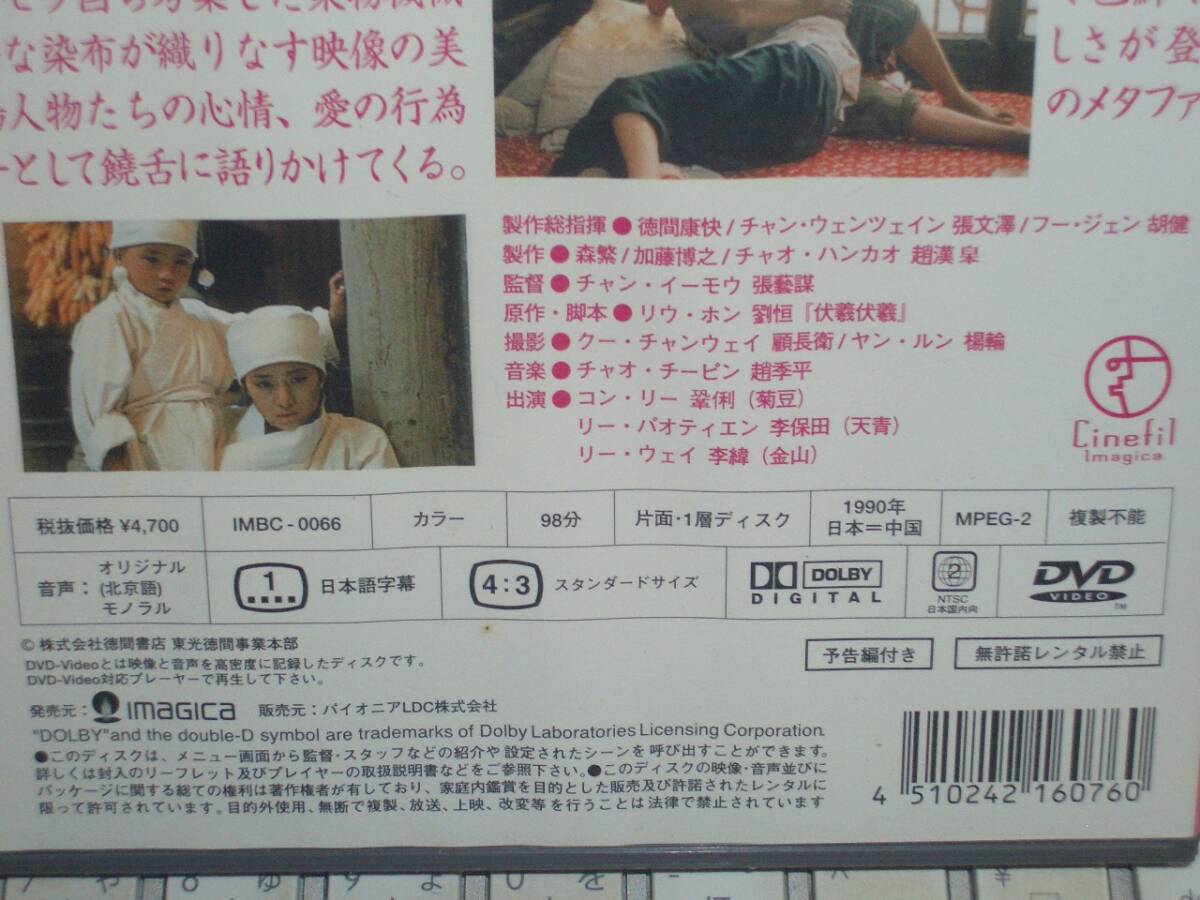 な染布が織りなす映像の美
人物たちの心情、愛の行為
ーとして饒舌に語りかけてくる。
しさが登
のメタファ
製作総指揮●徳間康快/チャン・ウェンツェイン 張文澤/フー・ジェン 胡健
製作●森繁/加藤博之/チャオ・ハンカオ 趙漢皐
監督●チャン・イーモウ 張藝謀
原作・脚本●リウ・ホン 劉恒『伏羲伏羲』
撮影●クー・チャンウェイ 顧長衛/ヤン・ルン 楊輪
音楽●チャオ・チーピン 趙季平
出演●コン・リー 鞏俐（菊豆）
リー・パオティエン 李保田（天青）
リー・ウェイ 李緯（金山）
Cinefil
Imagica
税抜価格 ¥4,700
IMBC-0066
カラー
98分
片面・1層ディスク
1990年
日本＝中国
MPEG-2
複製不能
音声：
オリジナル
(北京語)
モノラル
1
日本語字幕
4:3
スタンダードサイズ
DOLBY
DIGITAL
2
NTSC
日本国内向
DVD
VIDEO
TM
© 株式会社徳間書店 東光徳間事業本部
DVD-Videoとは映像と音声を高密度に記録したディスクです。
DVD-Video対応プレーヤーで再生して下さい。
予告編付き
無許諾レンタル禁止
発売元： IMAGICA 販売元：パイオニアLDC株式会社
"DOLBY"and the double-D symbol are trademarks of Dolby Laboratories Licensing Corporation.
●このディスクは、メニュー画面から監督・スタッフなどの紹介や設定されたシーンを呼び出すことができます。
詳しくは封入のリーフレット及びプレイヤーの取扱説明書などをご参照下さい。●このディスクの映像・音声並びに
パッケージに関する総ての権利は著作権者が有しており、家庭内鑑賞を目的とした販売及び許諾されたレンタルに
限って許可されています。目的外使用、無断で複製、放送、上映、改変等を行うことは法律で禁止されています
4 510242 160760